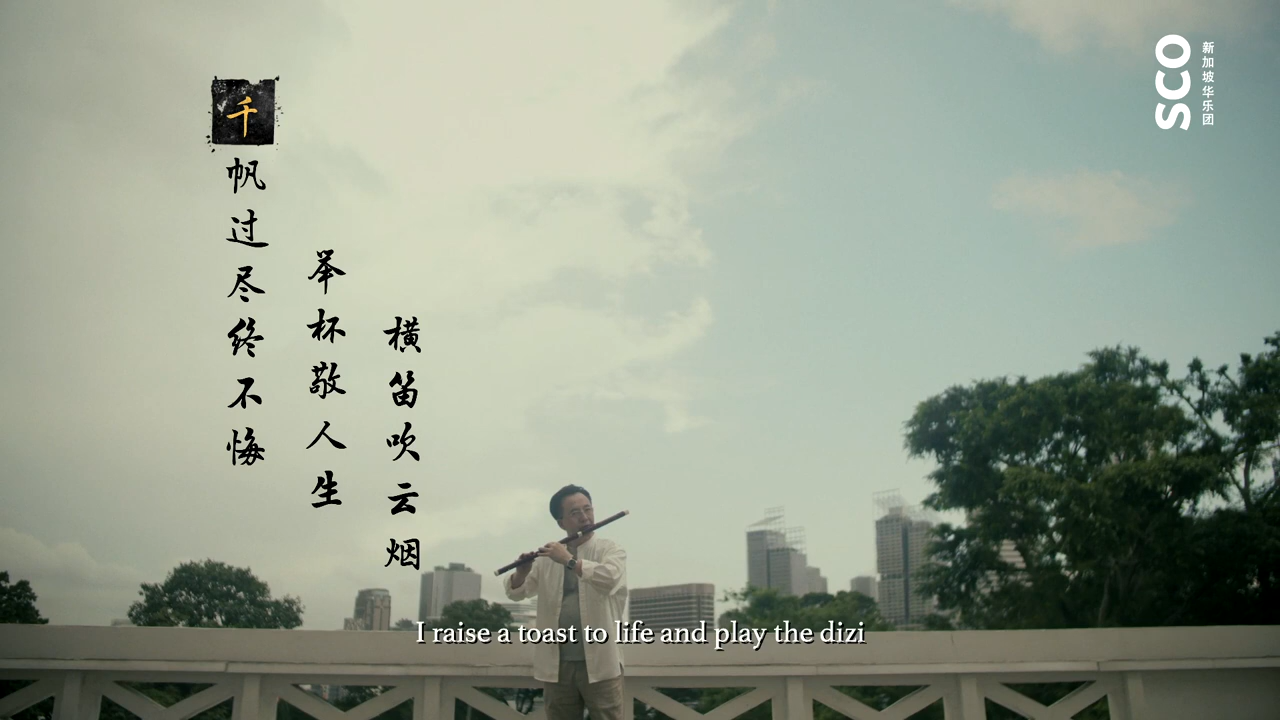 千帆过尽终不悔
举杯敬人生
横笛吹云烟
SCO
新加坡华乐团
I raise a toast to life and play the dizi